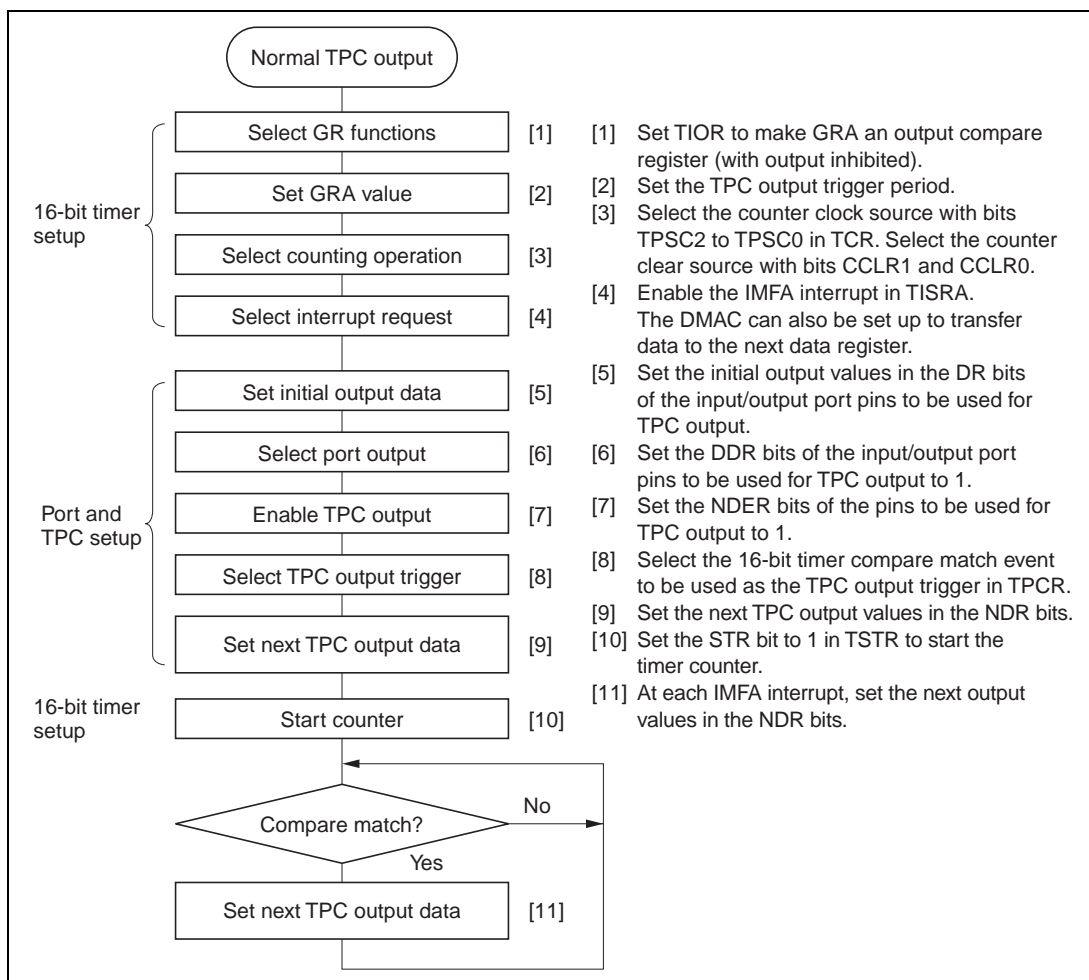 Normal TPC output
16-bit timer
setup
Select GR functions [1]
Set GRA value [2]
Select counting operation [3]
Select interrupt request [4]
Port and
TPC setup
Set initial output data [5]
Select port output [6]
Enable TPC output [7]
Select TPC output trigger [8]
Set next TPC output data [9]
16-bit timer
setup
Start counter [10]
Compare match?
No
Yes
Set next TPC output data [11]
[1] Set TIOR to make GRA an output compare
register (with output inhibited).
[2] Set the TPC output trigger period.
[3] Select the counter clock source with bits
TPSC2 to TPSC0 in TCR. Select the counter
clear source with bits CCLR1 and CCLR0.
[4] Enable the IMFA interrupt in TISRA.
The DMAC can also be set up to transfer
data to the next data register.
[5] Set the initial output values in the DR bits
of the input/output port pins to be used for
TPC output.
[6] Set the DDR bits of the input/output port
pins to be used for TPC output to 1.
[7] Set the NDER bits of the pins to be used for
TPC output to 1.
[8] Select the 16-bit timer compare match event
to be used as the TPC output trigger in TPCR.
[9] Set the next TPC output values in the NDR bits.
[10] Set the STR bit to 1 in TSTR to start the
timer counter.
[11] At each IMFA interrupt, set the next output
values in the NDR bits.